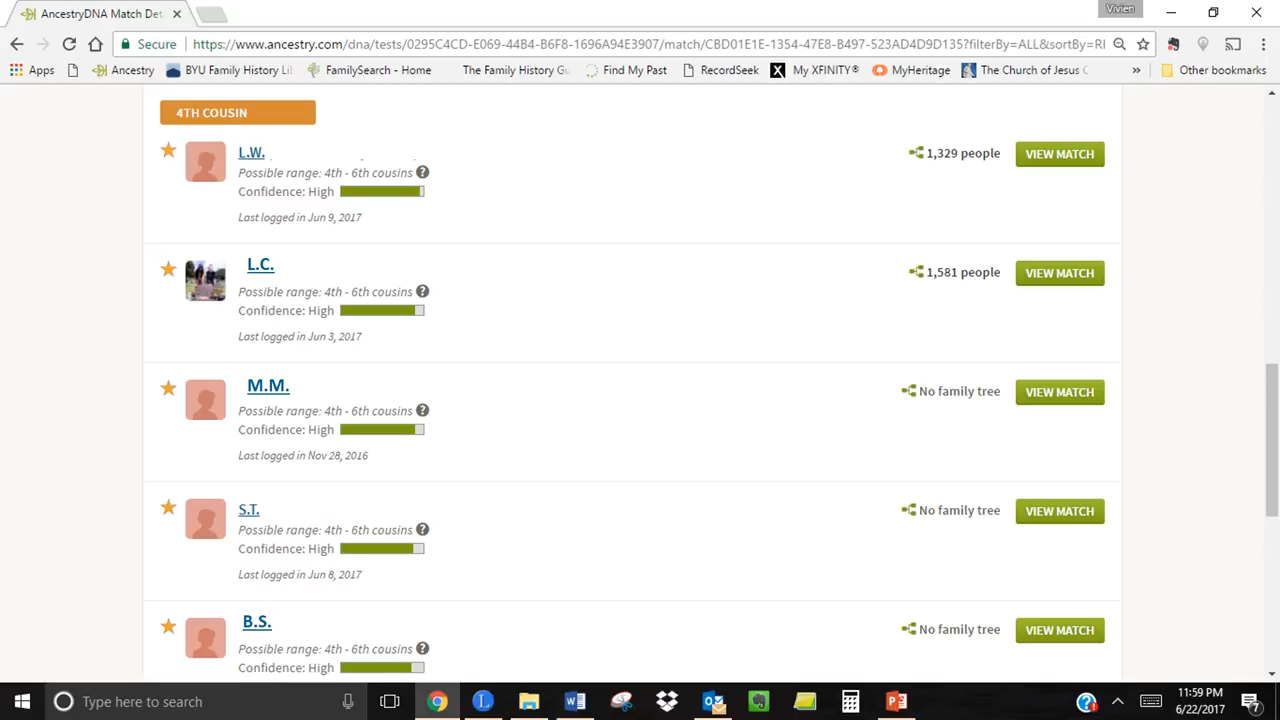 AncestryDNA Match Det
Vivien
Secure https://www.ancestry.com/dna/tests/0295C4CD-E069-44B4-B6F8-1696A94E3907/match/CBD01E1E-1354-47E8-B497-523AD4D9D135?filterBy=ALL&sortBy=RI
Apps Ancestry BYU Family History Li FamilySearch - Home The Family History Gu Find My Past RecordSeek X My XFINITY® MyHeritage The Church of Jesus C » Other bookmarks
4TH COUSIN
L.W. 1,329 people VIEW MATCH
Possible range: 4th - 6th cousins ?
Confidence: High
Last logged in Jun 9, 2017
L.C. 1,581 people VIEW MATCH
Possible range: 4th - 6th cousins ?
Confidence: High
Last logged in Jun 3, 2017
M.M. No family tree VIEW MATCH
Possible range: 4th - 6th cousins ?
Confidence: High
Last logged in Nov 28, 2016
S.T. No family tree VIEW MATCH
Possible range: 4th - 6th cousins ?
Confidence: High
Last logged in Jun 8, 2017
B.S. No family tree VIEW MATCH
Possible range: 4th - 6th cousins ?
Confidence: High
Type here to search
11:59 PM
6/22/2017